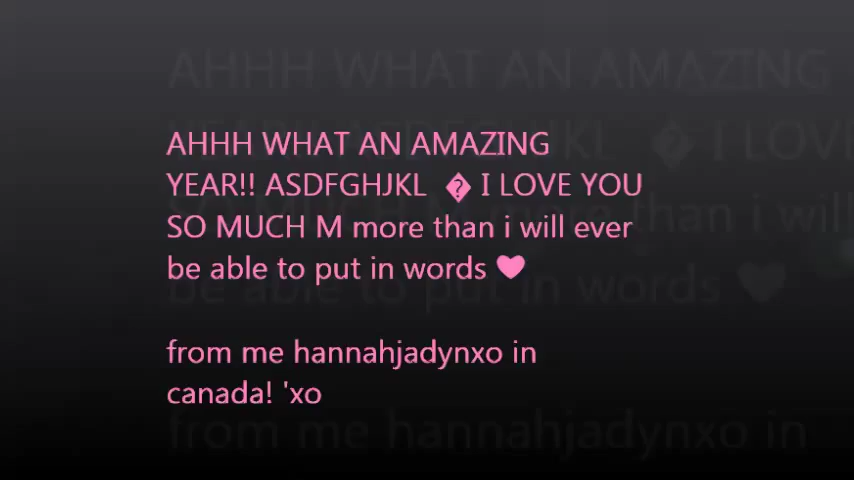 AHHH WHAT AN AMAZING
YEAR!! ASDFGHJKL � I LOVE YOU
SO MUCH M more than i will ever
be able to put in words ♥
from me hannahjadynxo in
canada! 'xo